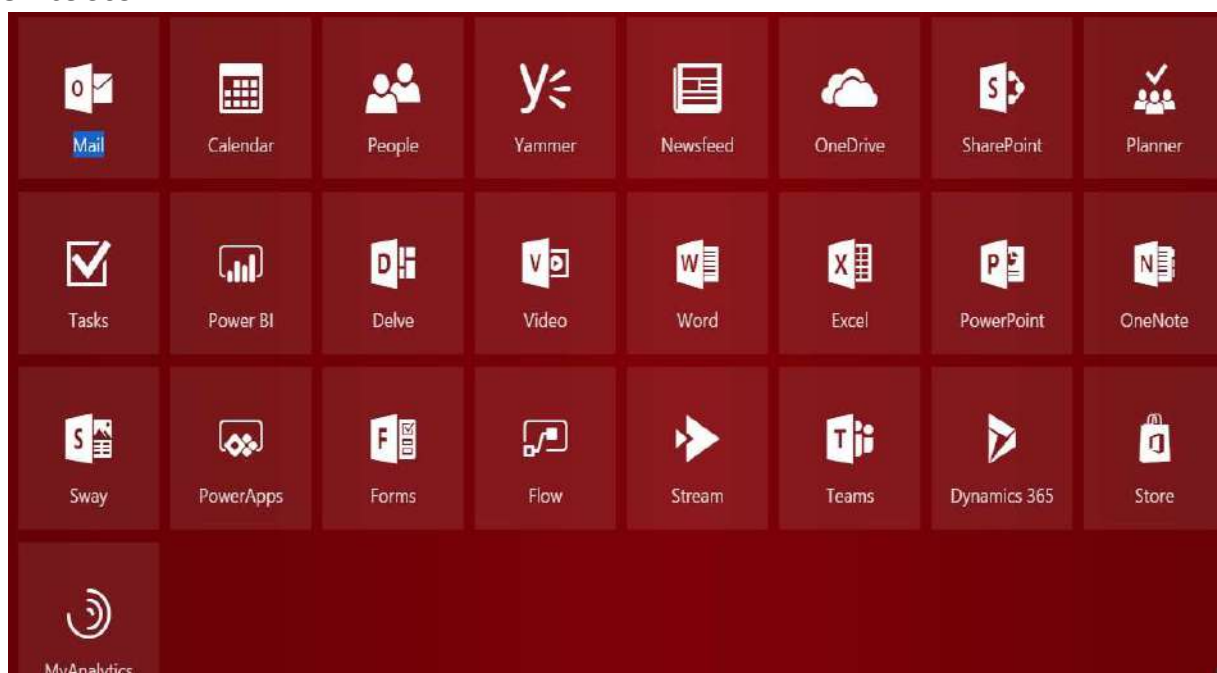 Mail Calendar People Yammer Newsfeed OneDrive SharePoint Planner
Tasks Power BI Delve Video Word Excel PowerPoint OneNote
Sway PowerApps Forms Flow Stream Teams Dynamics 365 Store
MyAnalytics